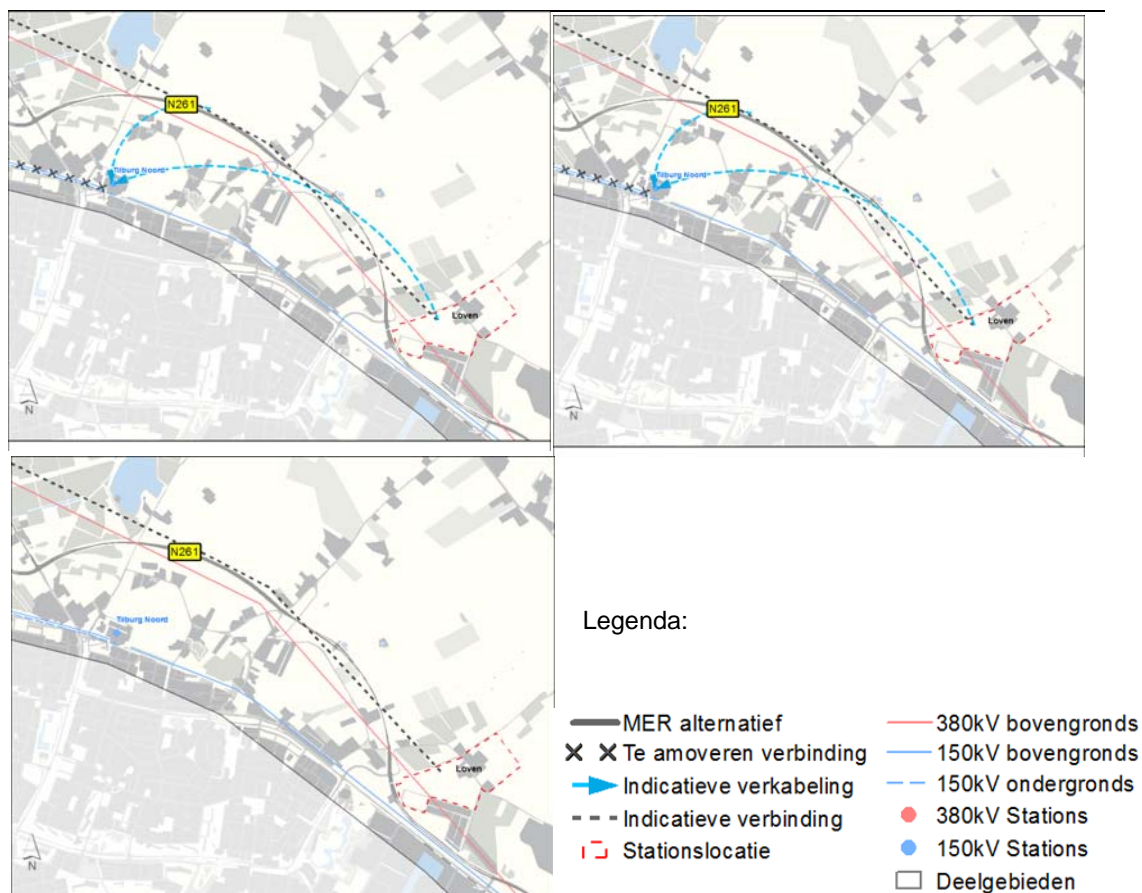 N261
Tilburg Noord
Loven
N
N261
Tilburg Noord
Loven
N
N261
Tilburg Noord
Loven
N
Legenda:
MER alternatief
Te amoveren verbinding
Indicatieve verkabeling
Indicatieve verbinding
Stationslocatie
380kV bovengronds
150kV bovengronds
150kV ondergronds
380kV Stations
150kV Stations
Deelgebieden